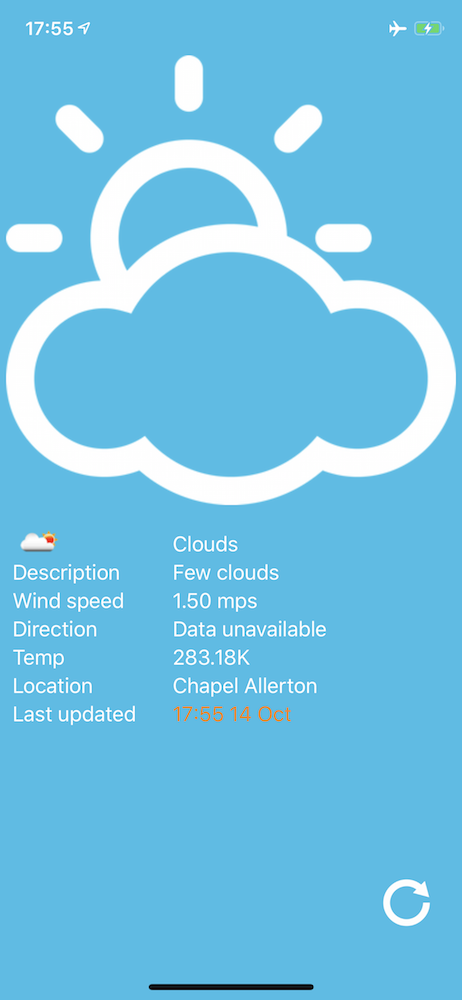 17:55
Clouds
Description Few clouds
Wind speed 1.50 mps
Direction Data unavailable
Temp 283.18K
Location Chapel Allerton
Last updated 17:55 14 Oct